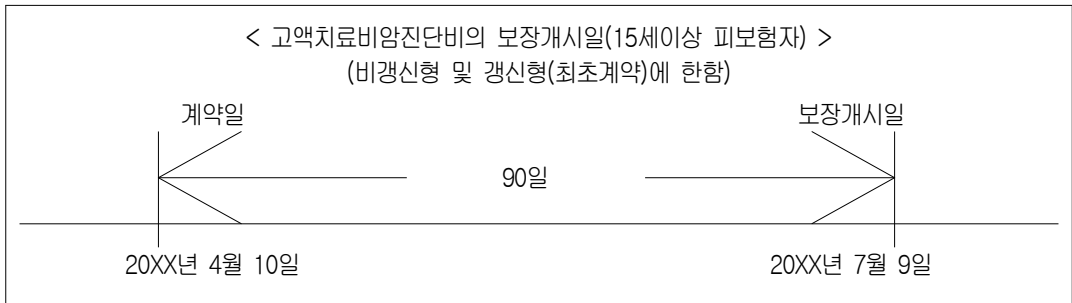 < 고액치료비암진단비의 보장개시일(15세이상 피보험자) >
(비갱신형 및 갱신형(최초계약)에 한함)
계약일 보장개시일
90일
20XX년 4월 10일 20XX년 7월 9일